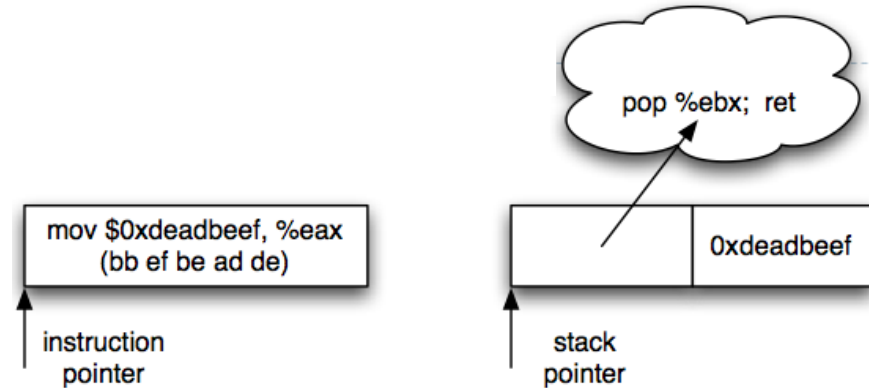 pop %ebx; ret
mov $0xdeadbeef, %eax
(bb ef be ad de)
0xdeadbeef
instruction
pointer
stack
pointer